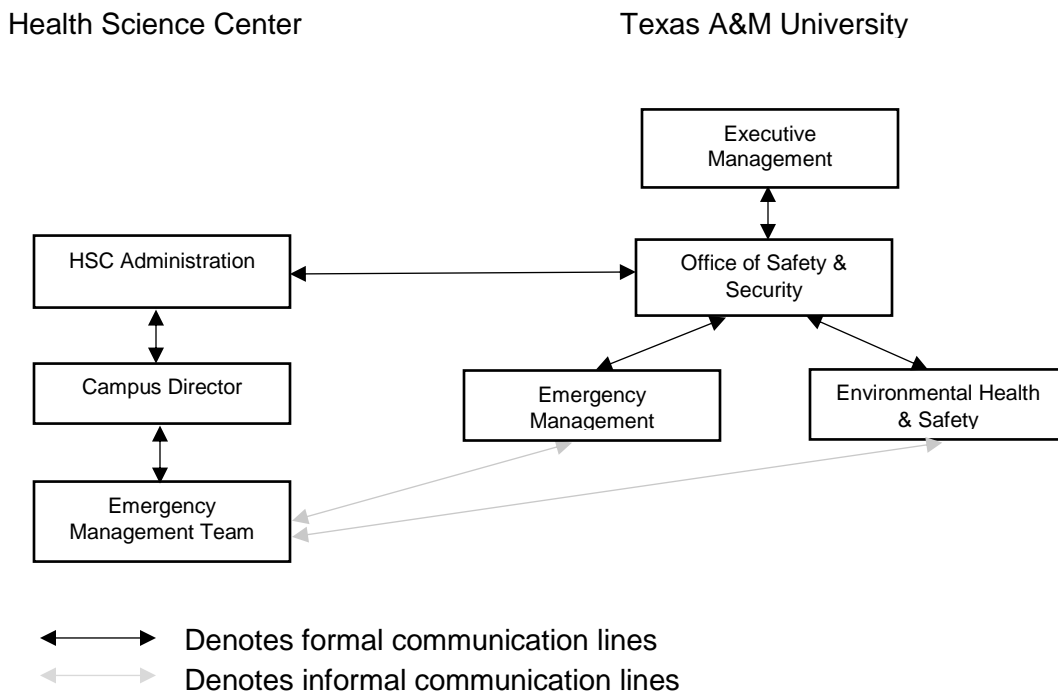 Health Science Center
Texas A&M University
Executive
Management
HSC Administration
Office of Safety &
Security
Campus Director
Emergency
Management
Environmental Health
& Safety
Emergency
Management Team
Denotes formal communication lines
Denotes informal communication lines